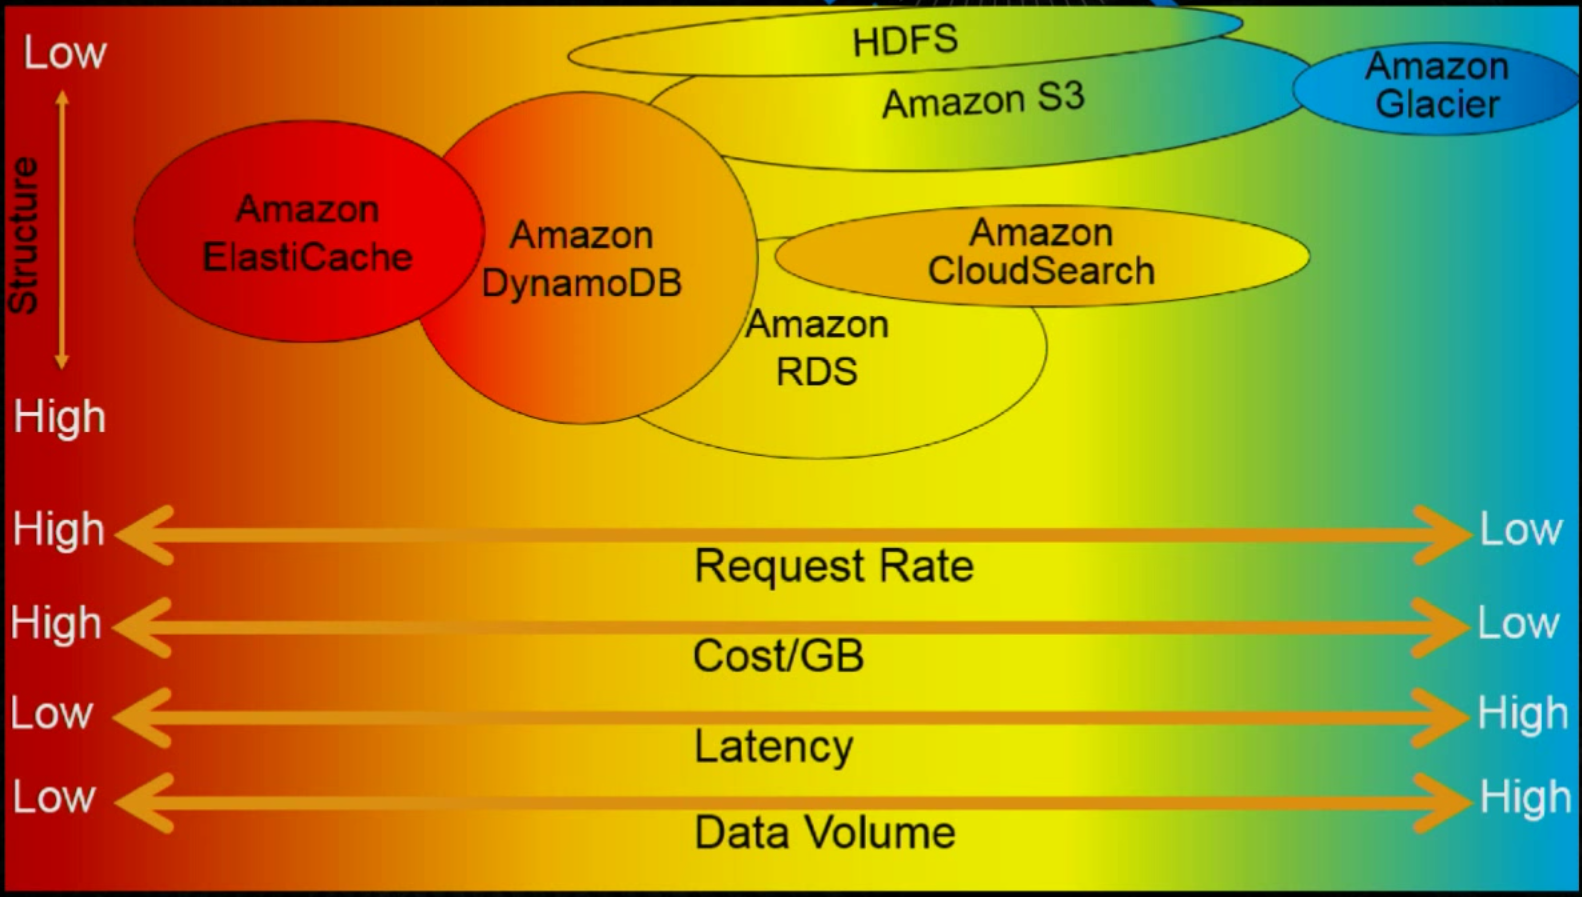 Low
Structure
High
HDFS
Amazon S3
Amazon
Glacier
Amazon
ElastiCache
Amazon
DynamoDB
Amazon
CloudSearch
Amazon
RDS
High
Low
Request Rate
High
Low
Cost/GB
Low
High
Latency
Low
High
Data Volume